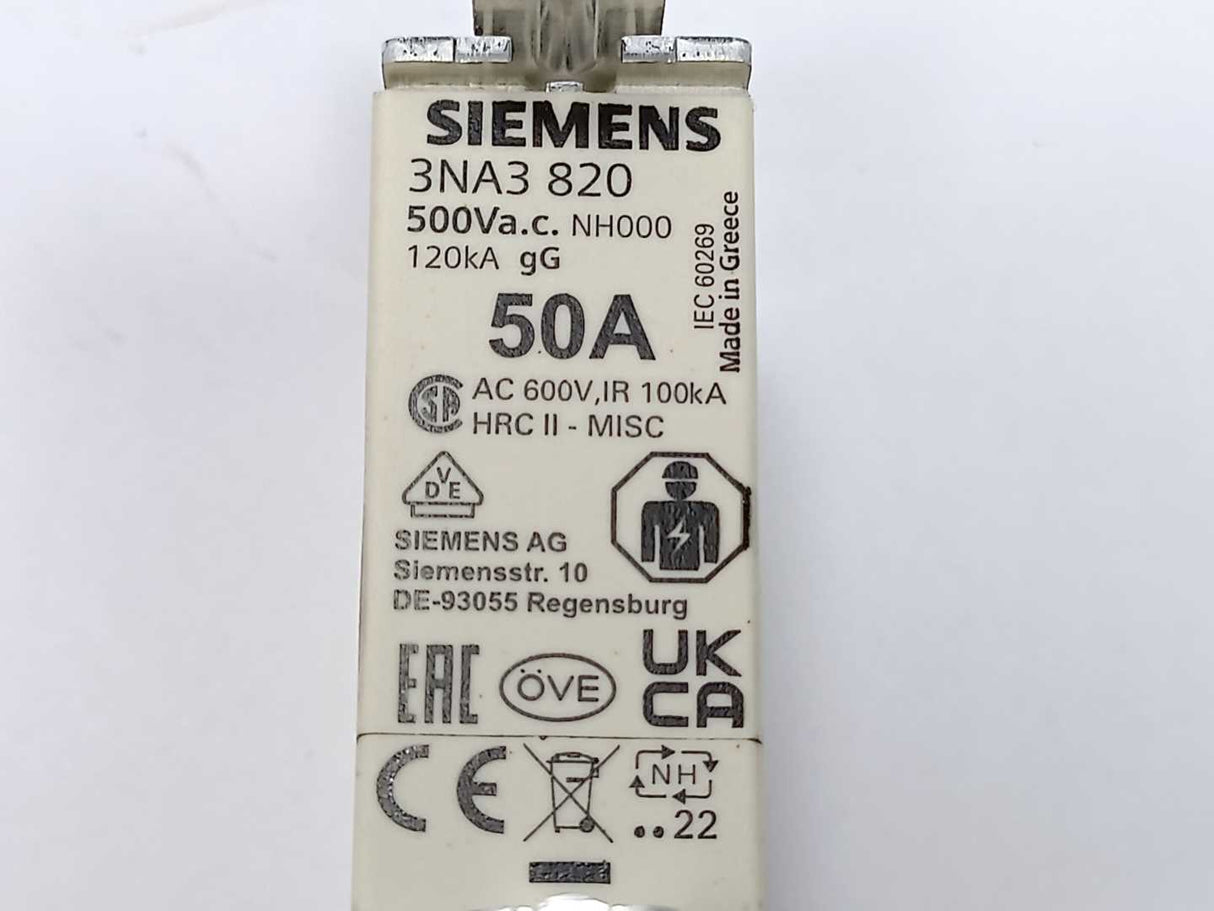 SIEMENS
3NA3 820
500Va.c. NH000
120kA gG
IEC 60269
Made in Greece
50A
CSA AC 600V,IR 100kA
HRC II - MISC
VDE
SIEMENS AG
Siemensstr. 10
DE-93055 Regensburg
EAC ÖVE UK CA
CE NH
..22